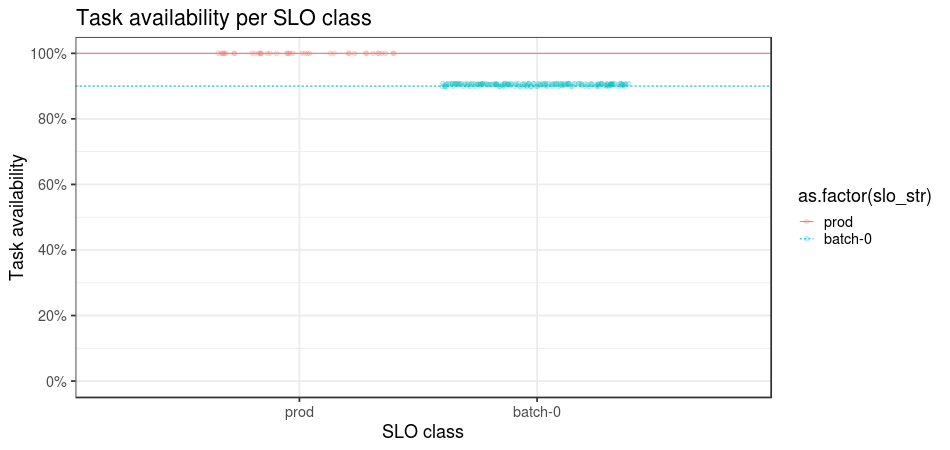 Task availability per SLO class
Task availability
100%
80%
60%
40%
20%
0%
prod
batch-0
SLO class
as.factor(slo_str)
prod
batch-0